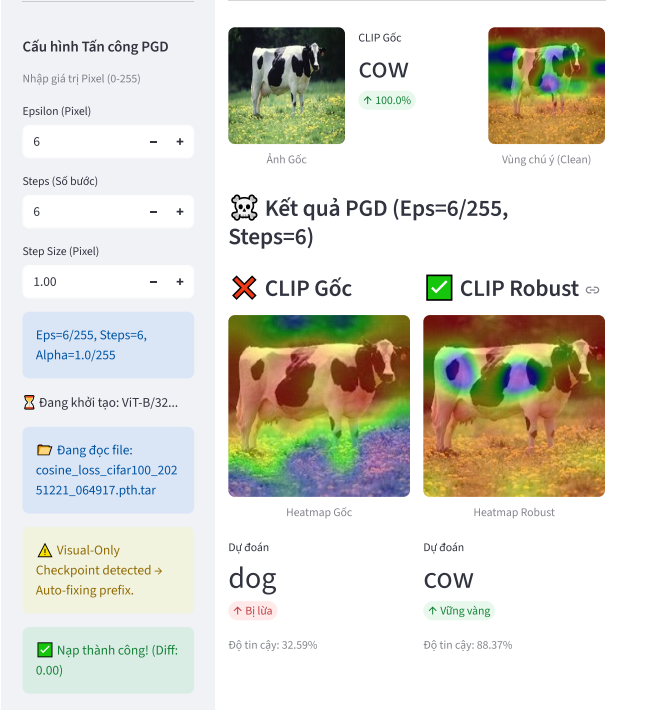 Cấu hình Tấn công PGD
Nhập giá trị Pixel (0-255)
Epsilon (Pixel)
6
Steps (Số bước)
6
Step Size (Pixel)
1.00
Eps=6/255, Steps=6,
Alpha=1.0/255
⏳ Đang khởi tạo: ViT-B/32...
📂 Đang đọc file:
cosine_loss_cifar100_202
51221_064917.pth.tar
⚠️ Visual-Only
Checkpoint detected →
Auto-fixing prefix.
✅ Nạp thành công! (Diff:
0.00)
Ảnh Gốc
CLIP Gốc
cow
↑ 100.0%
Vùng chú ý (Clean)
☠️ Kết quả PGD (Eps=6/255,
Steps=6)
❌ CLIP Gốc
Heatmap Gốc
Dự đoán
dog
↑ Bị lừa
Độ tin cậy: 32.59%
✅ CLIP Robust
Heatmap Robust
Dự đoán
cow
↑ Vững vàng
Độ tin cậy: 88.37%